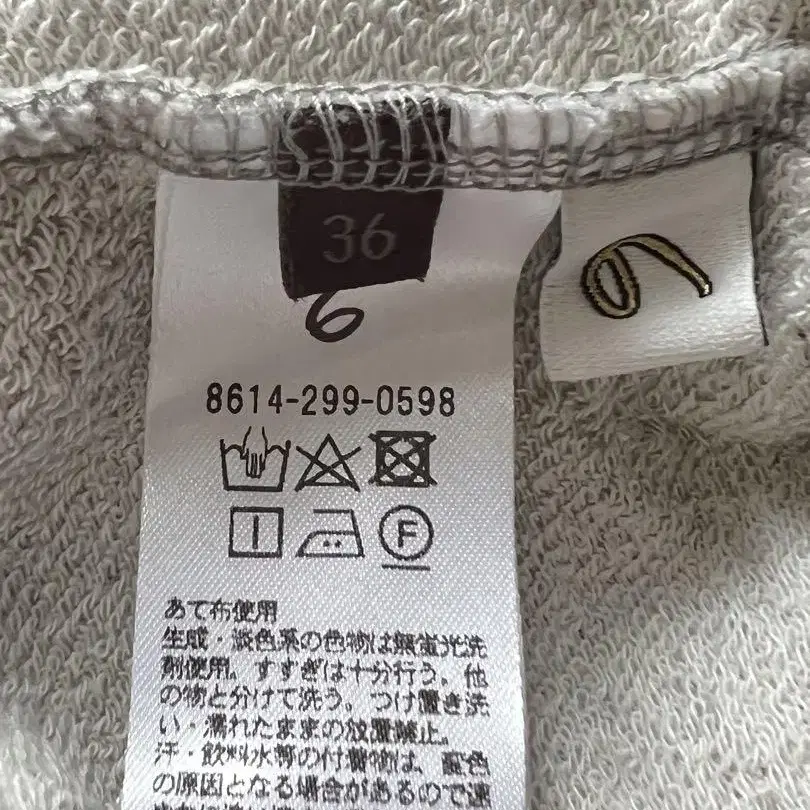 36
6
6
8614-299-0598
F
あて布使用
生成・淡色系の色物は無蛍光洗
剤使用。すすぎは十分行う。他
の物と分けて洗う。つけ置き洗
い・濡れたままの放置禁止。
汗・飲料水等の付着物は、変色
の原因となる場合があるので速